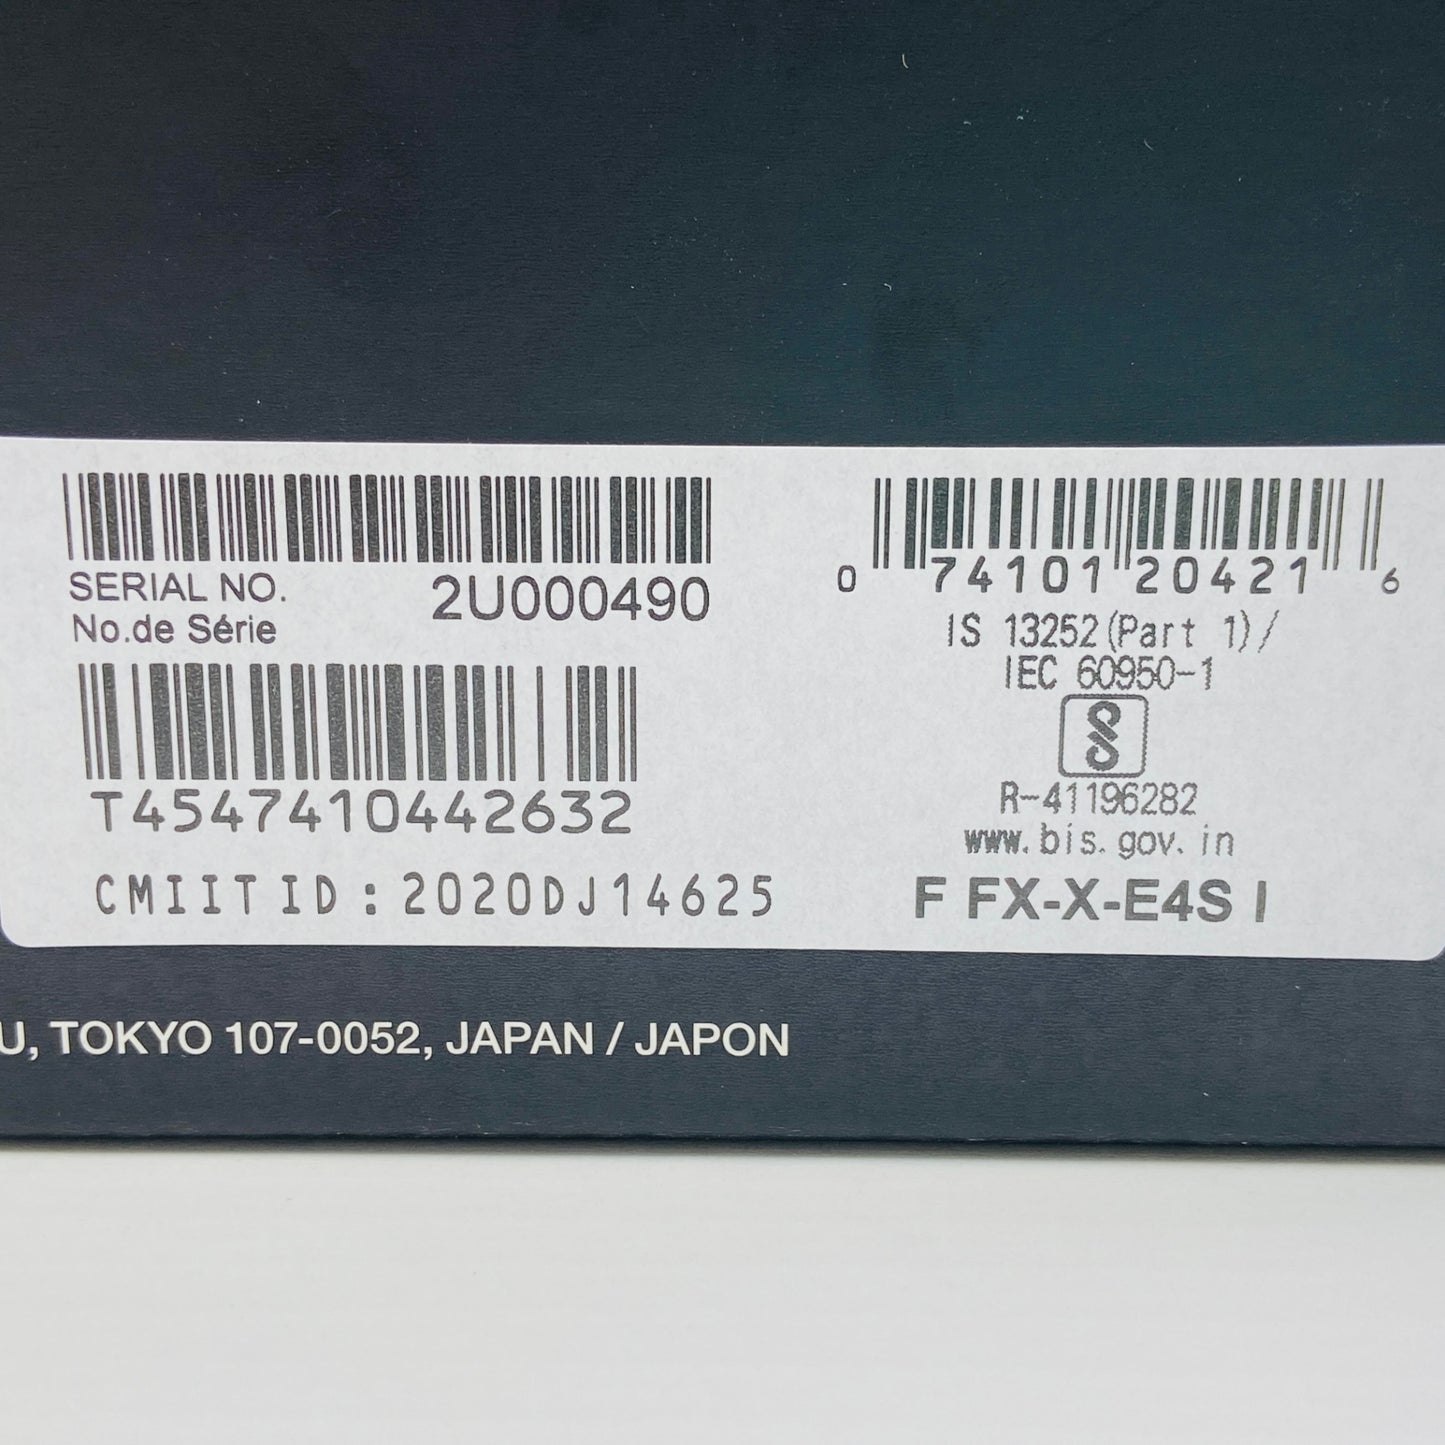 SERIAL NO.
No.de Série
2U000490
T4547410442632
CMIIT ID : 2020DJ14625
0 74101 20421 6
IS 13252(Part 1)/
IEC 60950-1
R-41196282
www.bis.gov.in
F FX-X-E4S I
U, TOKYO 107-0052, JAPAN / JAPON